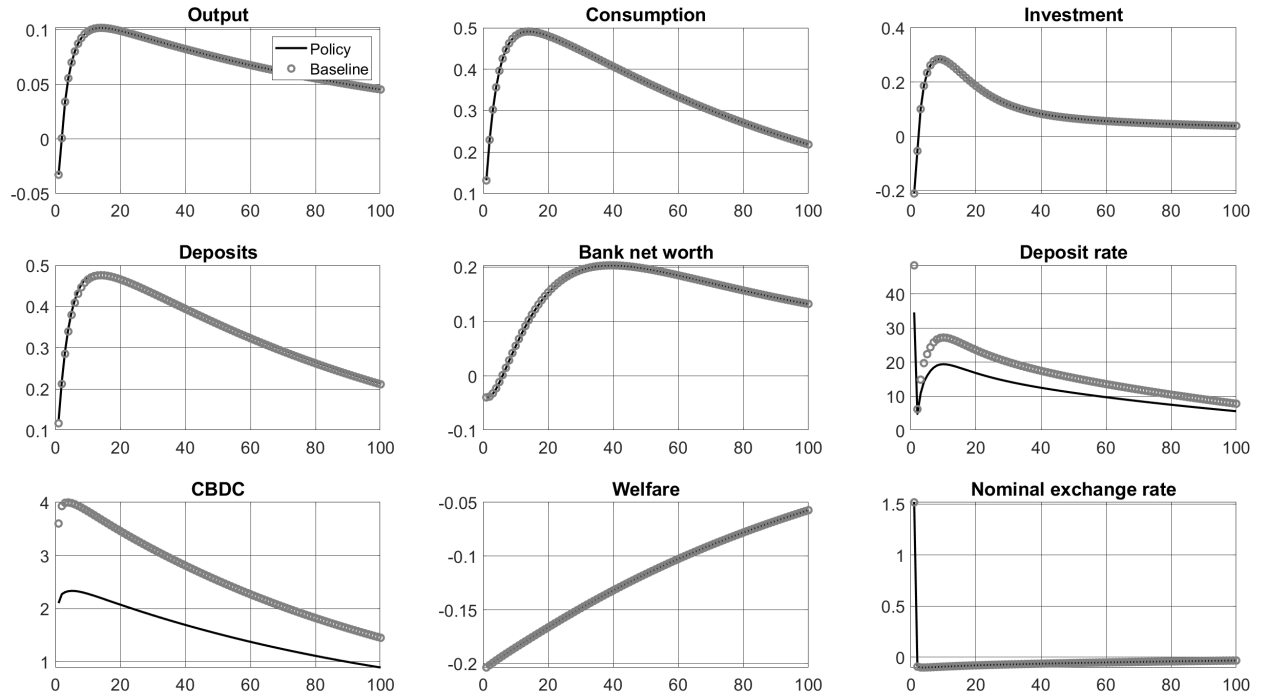 Output
0.1
0.05
0
-0.05
0 20 40 60 80 100
Policy
Baseline
Consumption
0.5
0.4
0.3
0.2
0.1
0 20 40 60 80 100
Investment
0.4
0.2
0
-0.2
0 20 40 60 80 100
Deposits
0.5
0.4
0.3
0.2
0.1
0 20 40 60 80 100
Bank net worth
0.2
0.1
0
-0.1
0 20 40 60 80 100
Deposit rate
40
30
20
10
0
0 20 40 60 80 100
CBDC
4
3
2
1
0 20 40 60 80 100
Welfare
-0.05
-0.1
-0.15
-0.2
0 20 40 60 80 100
Nominal exchange rate
1.5
1
0.5
0
0 20 40 60 80 100